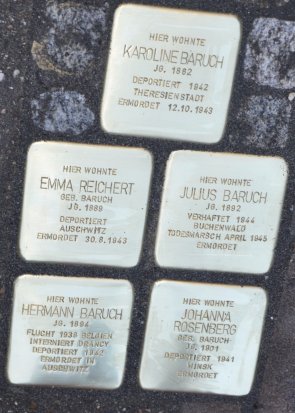 HIER WOHNTE
KAROLINE BARUCH
JG. 1882
DEPORTIERT 1942
THERESIENSTADT
ERMORDET 12.10.1943
HIER WOHNTE
EMMA REICHERT
GEB. BARUCH
JG. 1889
DEPORTIERT
AUSCHWITZ
ERMORDET 30.8.1943
HIER WOHNTE
JULIUS BARUCH
JG. 1892
VERHAFTET 1944
BUCHENWALD
TODESMARSCH APRIL 1945
ERMORDET
HIER WOHNTE
HERMANN BARUCH
JG. 1894
FLUCHT 1938 BELGIEN
INTERNIERT DRANCY
DEPORTIERT 1942
ERMORDET IN
AUSCHWITZ
HIER WOHNTE
JOHANNA
ROSENBERG
GEB. BARUCH
JG. 1901
DEPORTIERT 1941
MINSK
ERMORDET